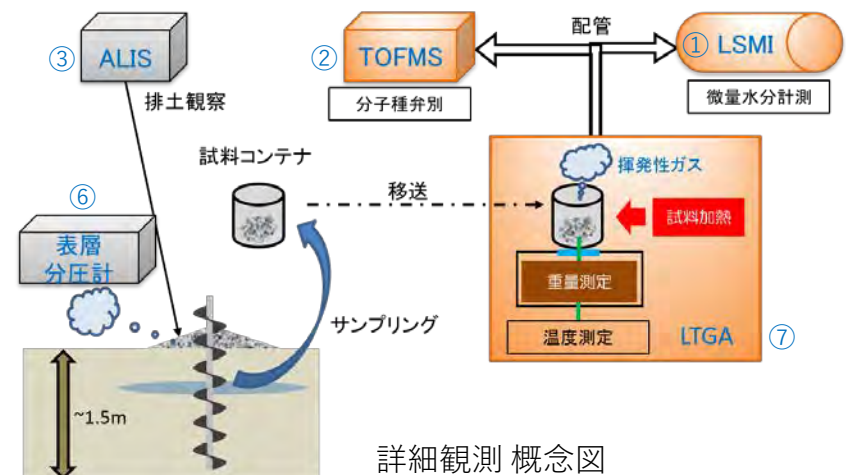 ③ ALIS
排土観察
② TOFMS
分子種弁別
配管
① LSMI
微量水分計測
試料コンテナ
移送
揮発性ガス
試料加熱
重量測定
温度測定
LTGA ⑦
⑥
表層
分圧計
サンプリング
~1.5m
詳細観測 概念図